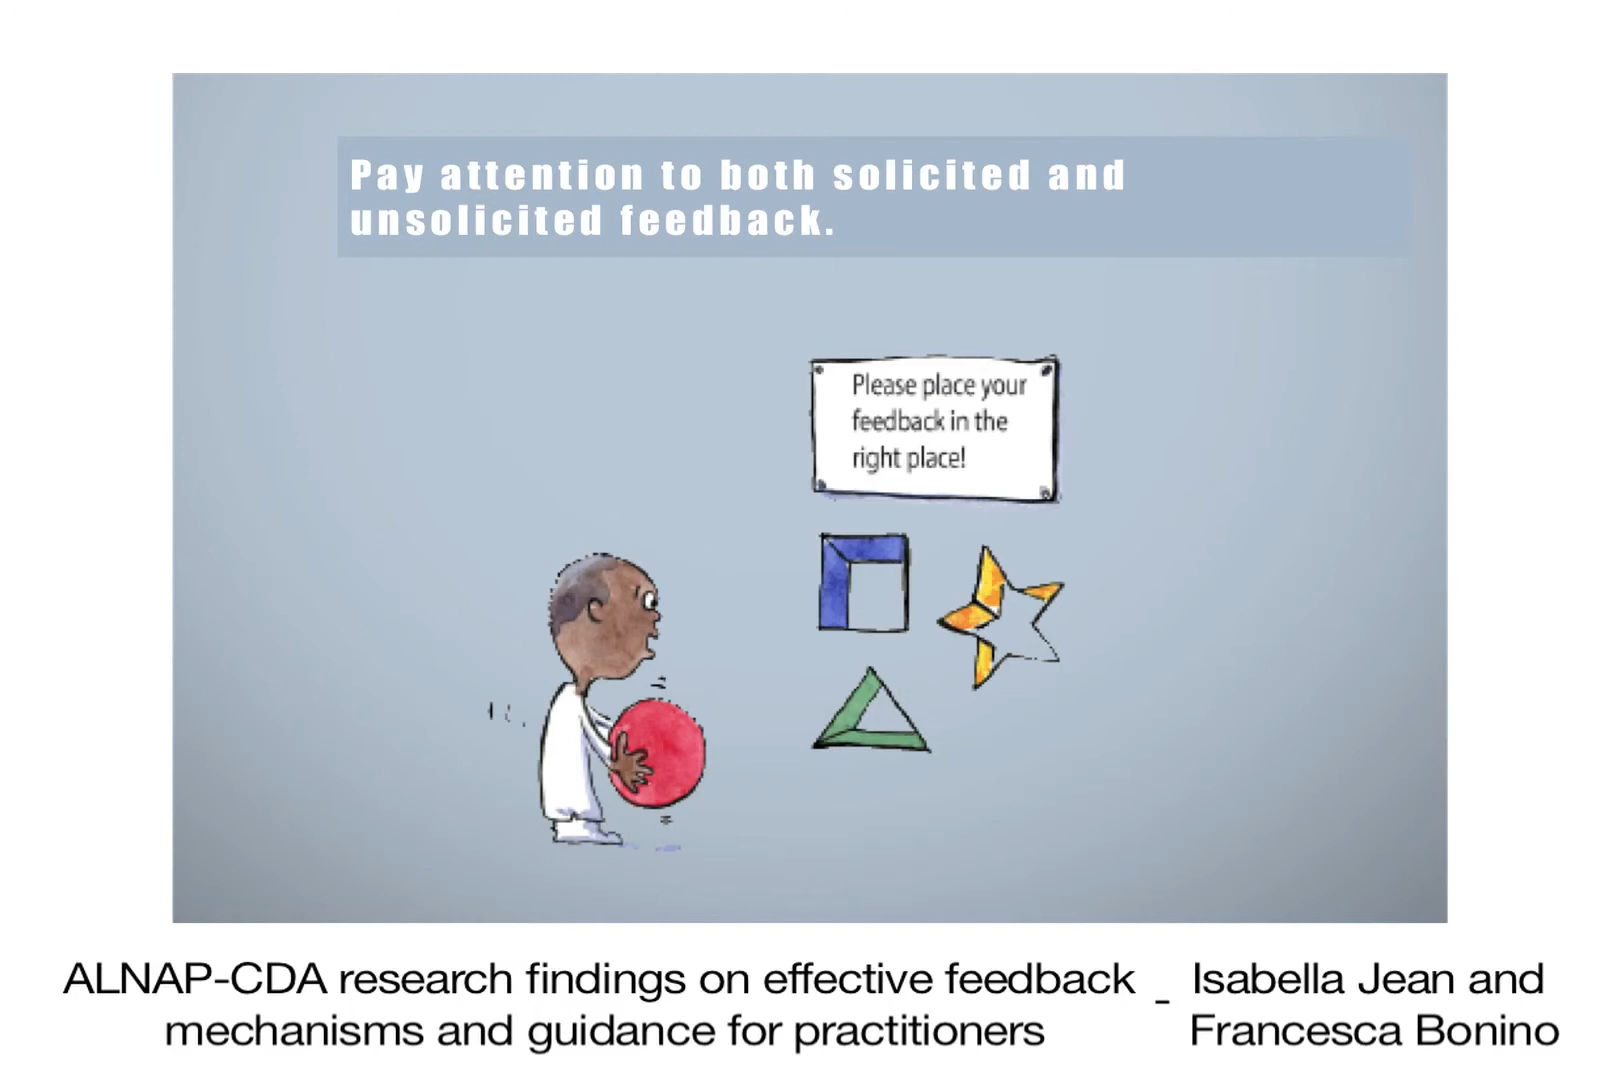 Pay attention to both solicited and
unsolicited feedback.
Please place your
feedback in the
right place!
ALNAP-CDA research findings on effective feedback
mechanisms and guidance for practitioners
-
Isabella Jean and
Francesca Bonino